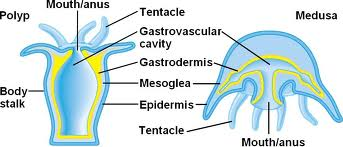 Polyp
Mouth/anus
Tentacle
Medusa
Gastrovascular
cavity
Gastrodermis
Mesoglea
Body
stalk
Epidermis
Tentacle
Mouth/anus